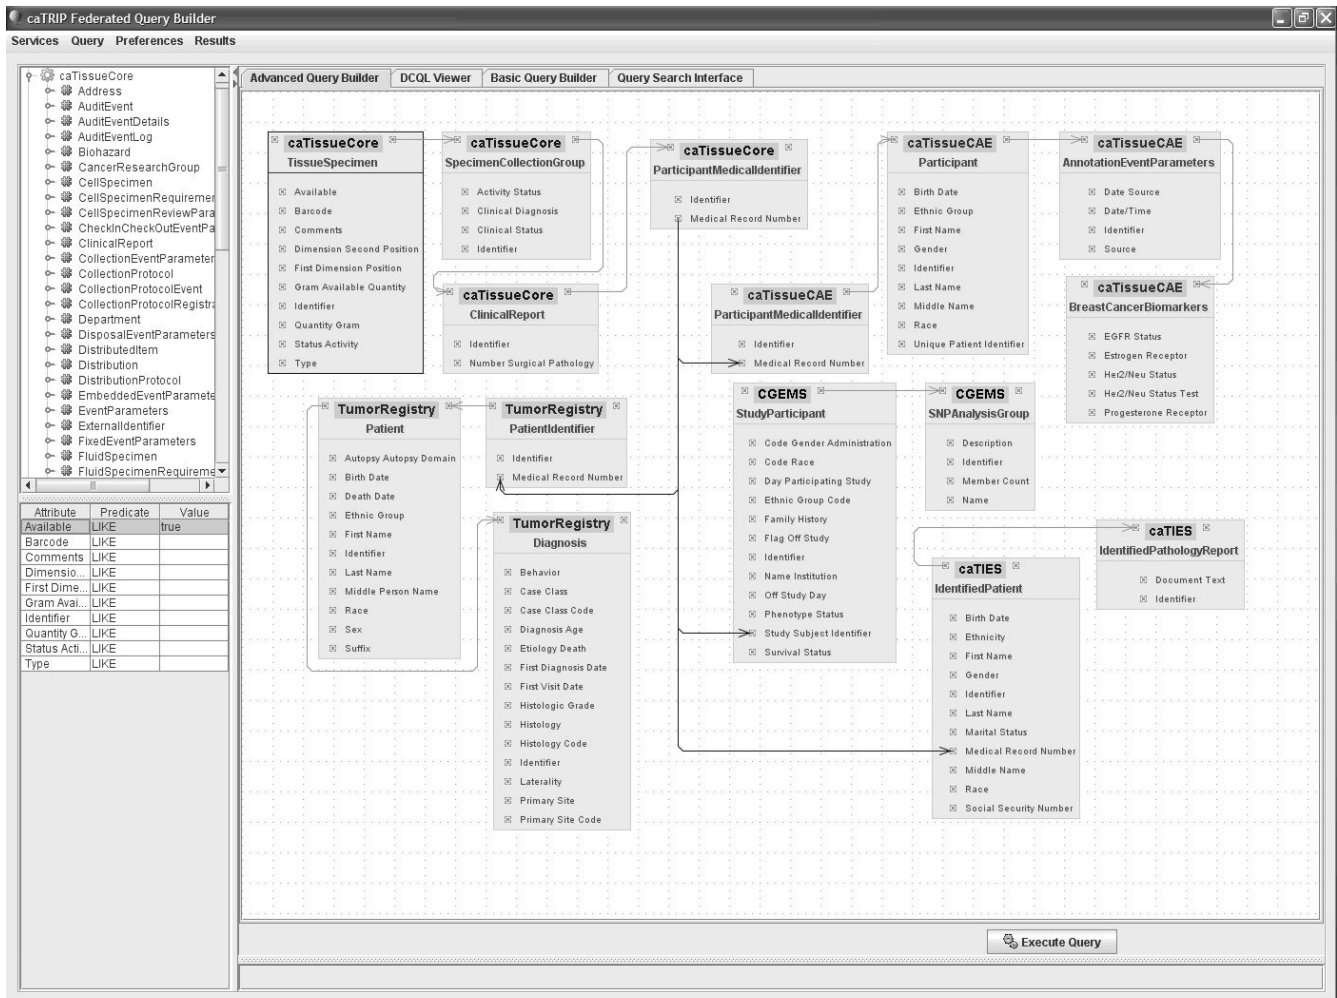 caTRIP Federated Query Builder
Services Query Preferences Results
caTissueCore
Address
AuditEvent
AuditEventDetails
AuditEventLog
Biohazard
CancerResearchGroup
CellSpecimen
CellSpecimenRequiremer
CellSpecimenReviewPara
CheckInCheckOutEventPa
ClinicalReport
CollectionEventParameter
CollectionProtocol
CollectionProtocolEvent
CollectionProtocolRegistra
Department
DisposalEventParameters
DistributedItem
Distribution
DistributionProtocol
EmbeddedEventParamete
EventParameters
ExternalIdentifier
FixedEventParameters
FluidSpecimen
FluidSpecimenRequireme
Attribute Predicate Value
Available LIKE true
Barcode LIKE
Comments LIKE
Dimensio... LIKE
First Dime... LIKE
Gram Avai... LIKE
Identifier LIKE
Quantity G... LIKE
Status Acti... LIKE
Type LIKE
Advanced Query Builder DCQL Viewer Basic Query Builder Query Search Interface
caTissueCore
TissueSpecimen
Available
Barcode
Comments
Dimension Second Position
First Dimension Position
Gram Available Quantity
Identifier
Quantity Gram
Status Activity
Type
caTissueCore
SpecimenCollectionGroup
Activity Status
Clinical Diagnosis
Clinical Status
Identifier
caTissueCore
ParticipantMedicalIdentifier
Identifier
Medical Record Number
caTissueCAE
Participant
Birth Date
Ethnic Group
First Name
Gender
Identifier
Last Name
Middle Name
Race
Unique Patient Identifier
caTissueCAE
AnnotationEventParameters
Date Source
Date/Time
Identifier
Source
caTissueCore
ClinicalReport
Identifier
Number Surgical Pathology
caTissueCAE
ParticipantMedicalIdentifier
Identifier
Medical Record Number
caTissueCAE
BreastCancerBiomarkers
EGFR Status
Estrogen Receptor
Her2/Neu Status
Her2/Neu Status Test
Progesterone Receptor
TumorRegistry
Patient
Autopsy Autopsy Domain
Birth Date
Death Date
Ethnic Group
First Name
Identifier
Last Name
Middle Person Name
Race
Sex
Suffix
TumorRegistry
PatientIdentifier
Identifier
Medical Record Number
CGEMS
StudyParticipant
Code Gender Administration
Code Race
Day Participating Study
Ethnic Group Code
Family History
Flag Off Study
Identifier
Name Institution
Off Study Day
Phenotype Status
Study Subject Identifier
Survival Status
CGEMS
SNPAnalysisGroup
Description
Identifier
Member Count
Name
TumorRegistry
Diagnosis
Behavior
Case Class
Case Class Code
Diagnosis Age
Etiology Death
First Diagnosis Date
First Visit Date
Histologic Grade
Histology
Histology Code
Identifier
Laterality
Primary Site
Primary Site Code
caTIES
IdentifiedPatient
Birth Date
Ethnicity
First Name
Gender
Identifier
Last Name
Marital Status
Medical Record Number
Middle Name
Race
Social Security Number
caTIES
IdentifiedPathologyReport
Document Text
Identifier
Execute Query